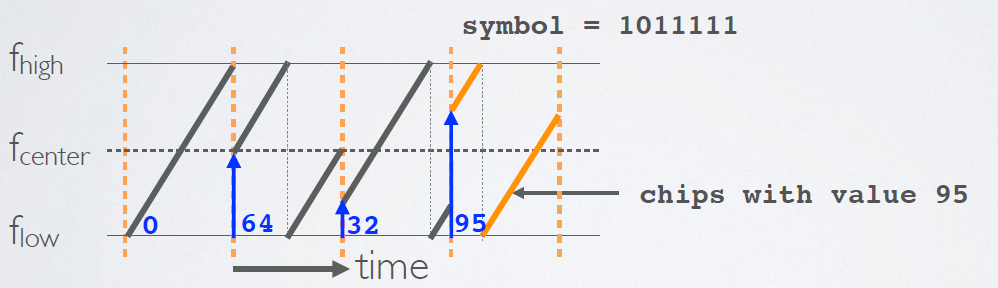 symbol = 1011111
fhigh
fcenter
chips with value 95
flow
0
64
32
95
time